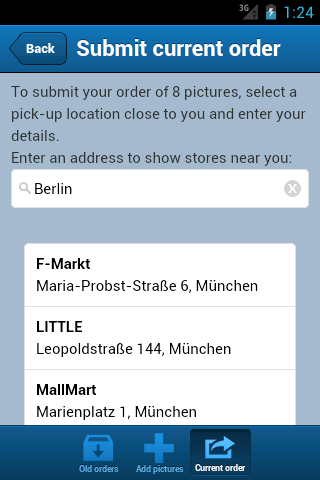 3G 1:24
Back Submit current order
To submit your order of 8 pictures, select a
pick-up location close to you and enter your
details.
Enter an address to show stores near you:
Berlin
F-Markt
Maria-Probst-Straße 6, München
LITTLE
Leopoldstraße 144, München
MallMart
Marienplatz 1, München
Old orders Add pictures Current order